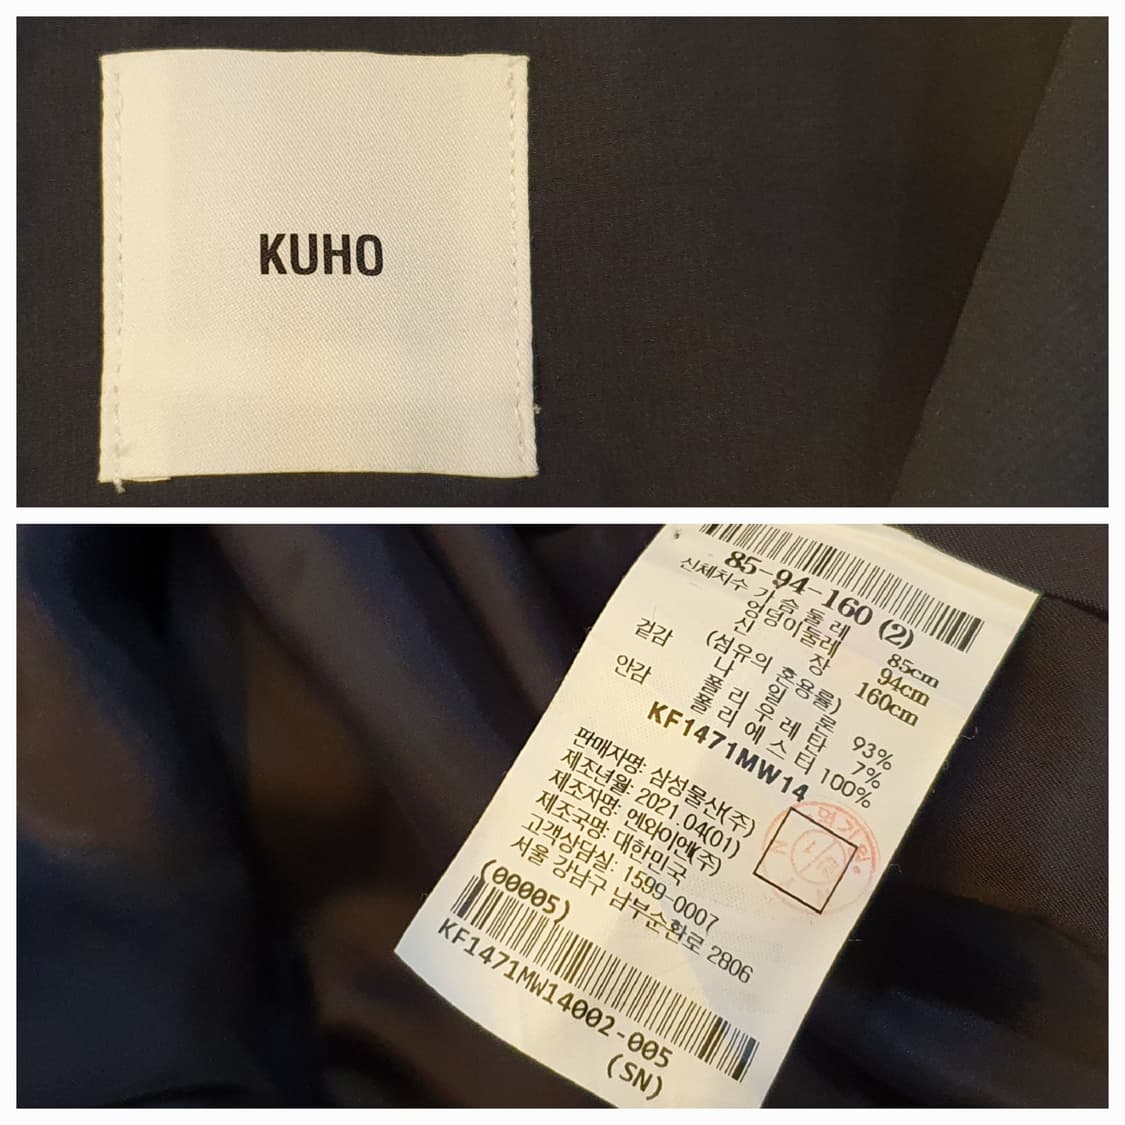 KUHO
85-94-160 (2)
신체치수 가슴둘레 85cm
엉덩이둘레 94cm
신장 160cm
(섬유의 혼용률)
겉감 나일론 93%
폴리우레탄 7%
안감 폴리에스터 100%
KF1471MW14
판매자명: 삼성물산(주)
제조년월: 2021.04(01)
제조자명: 엔와이엔(주)
제조국명: 대한민국
고객상담실: 1599-0007
서울 강남구 남부순환로 2806
(00005)
KF1471MW14002-005
(SN)